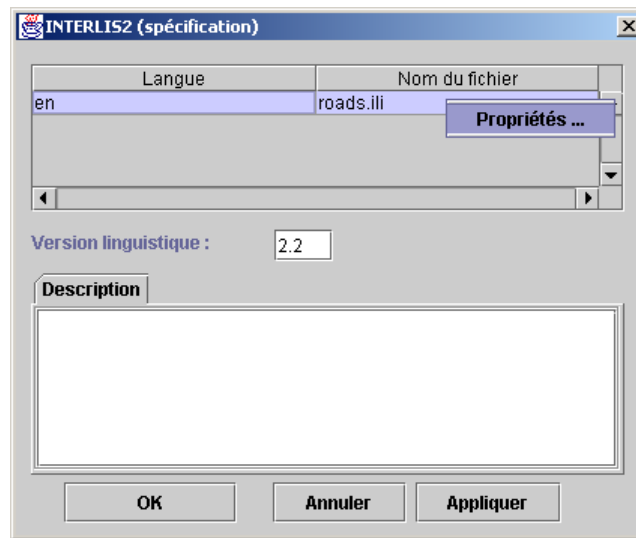 INTERLIS2 (spécification)
Langue Nom du fichier
en roads.ili
Propriétés ...
Version linguistique : 2.2
Description
OK Annuler Appliquer